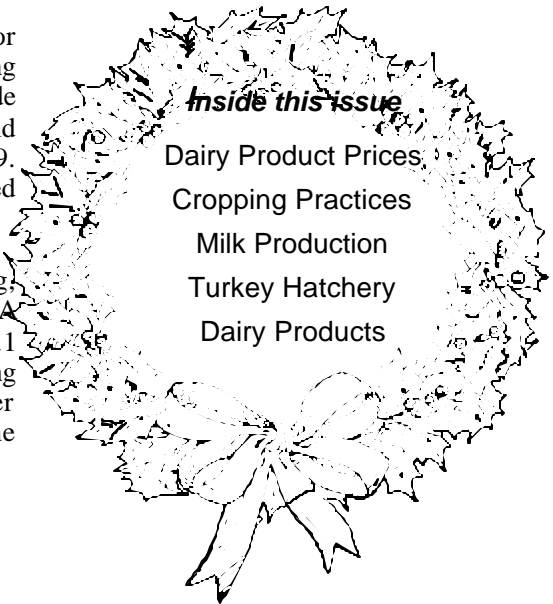 Inside this issue
Dairy Product Prices
Cropping Practices
Milk Production
Turkey Hatchery
Dairy Products